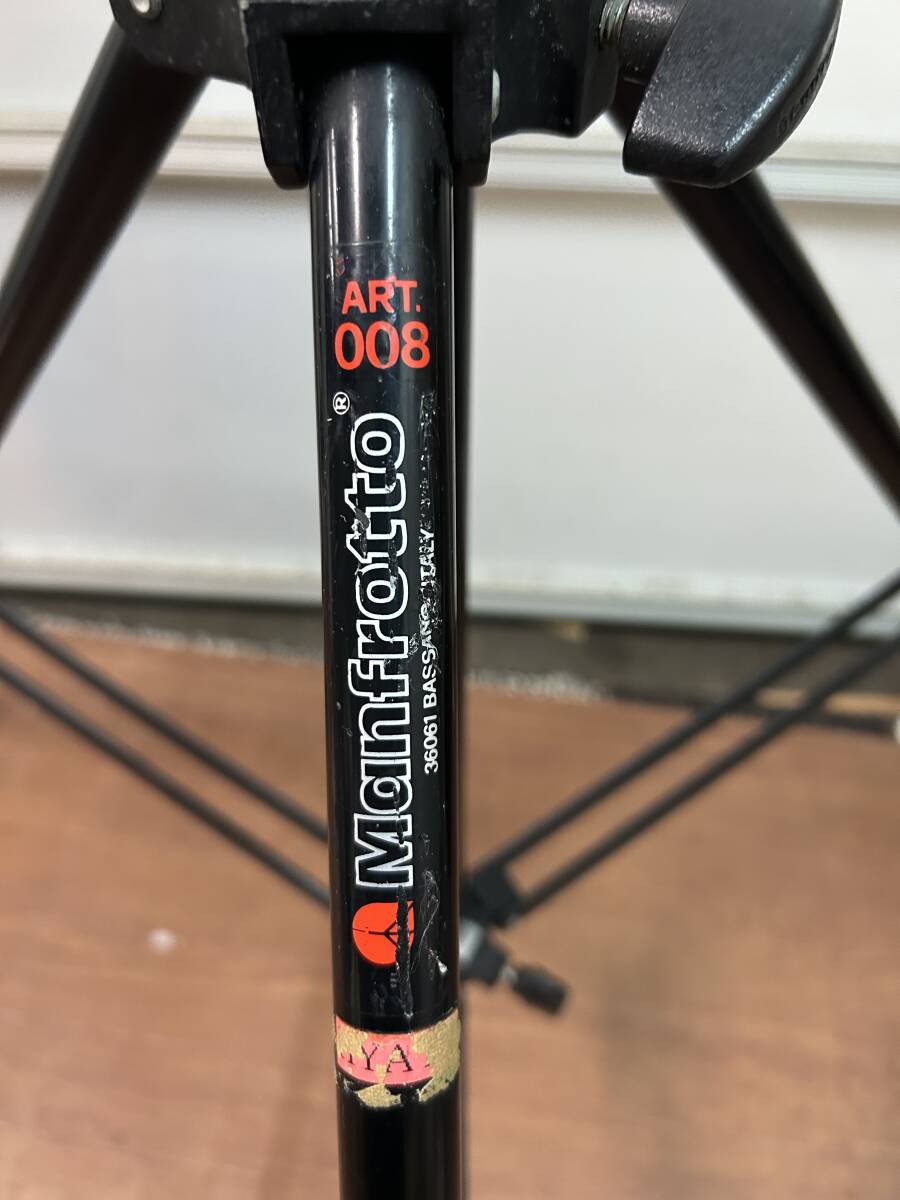 ART.
008
Manfrotto®
36061 BASSANO ITALY
YA